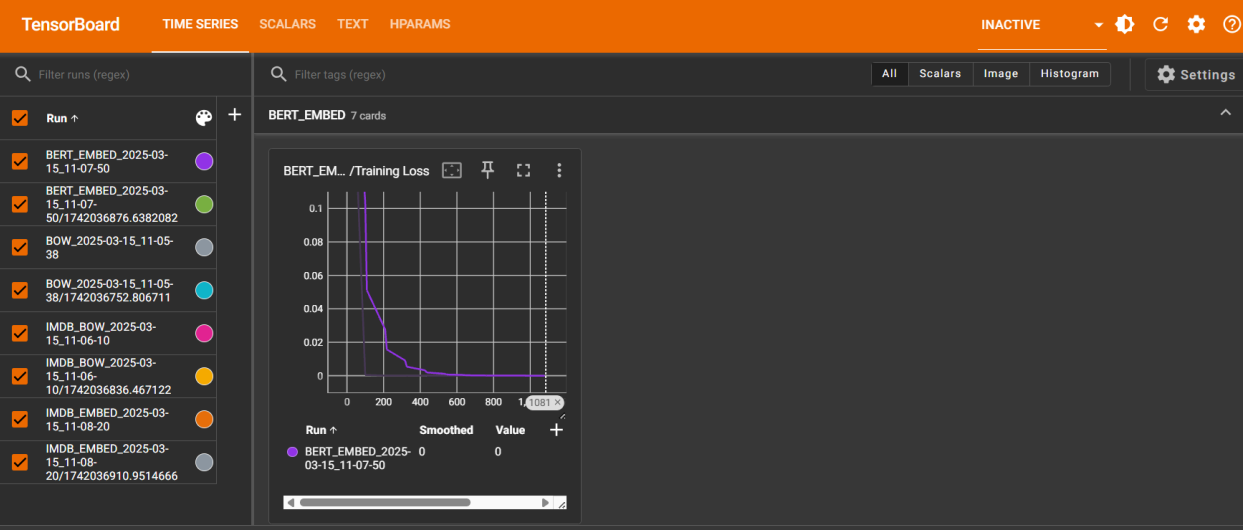 TensorBoard TIME SERIES SCALARS TEXT HPARAMS INACTIVE
Filter runs (regex)
Filter tags (regex)
All Scalars Image Histogram Settings
Run ↑
BERT_EMBED_2025-03-
15_11-07-50
BERT_EMBED_2025-03-
15_11-07-
50/1742036876.6382082
BOW_2025-03-15_11-05-
38
BOW_2025-03-15_11-05-
38/1742036752.806711
IMDB_BOW_2025-03-
15_11-06-10
IMDB_BOW_2025-03-
15_11-06-
10/1742036836.467122
IMDB_EMBED_2025-03-
15_11-08-20
IMDB_EMBED_2025-03-
15_11-08-
20/1742036910.9514666
BERT_EMBED 7 cards
BERT_EM... /Training Loss
0.1
0.08
0.06
0.04
0.02
0
0 200 400 600 800 1, 1081 ×
Run ↑ Smoothed Value
BERT_EMBED_2025- 0 0
03-15_11-07-50